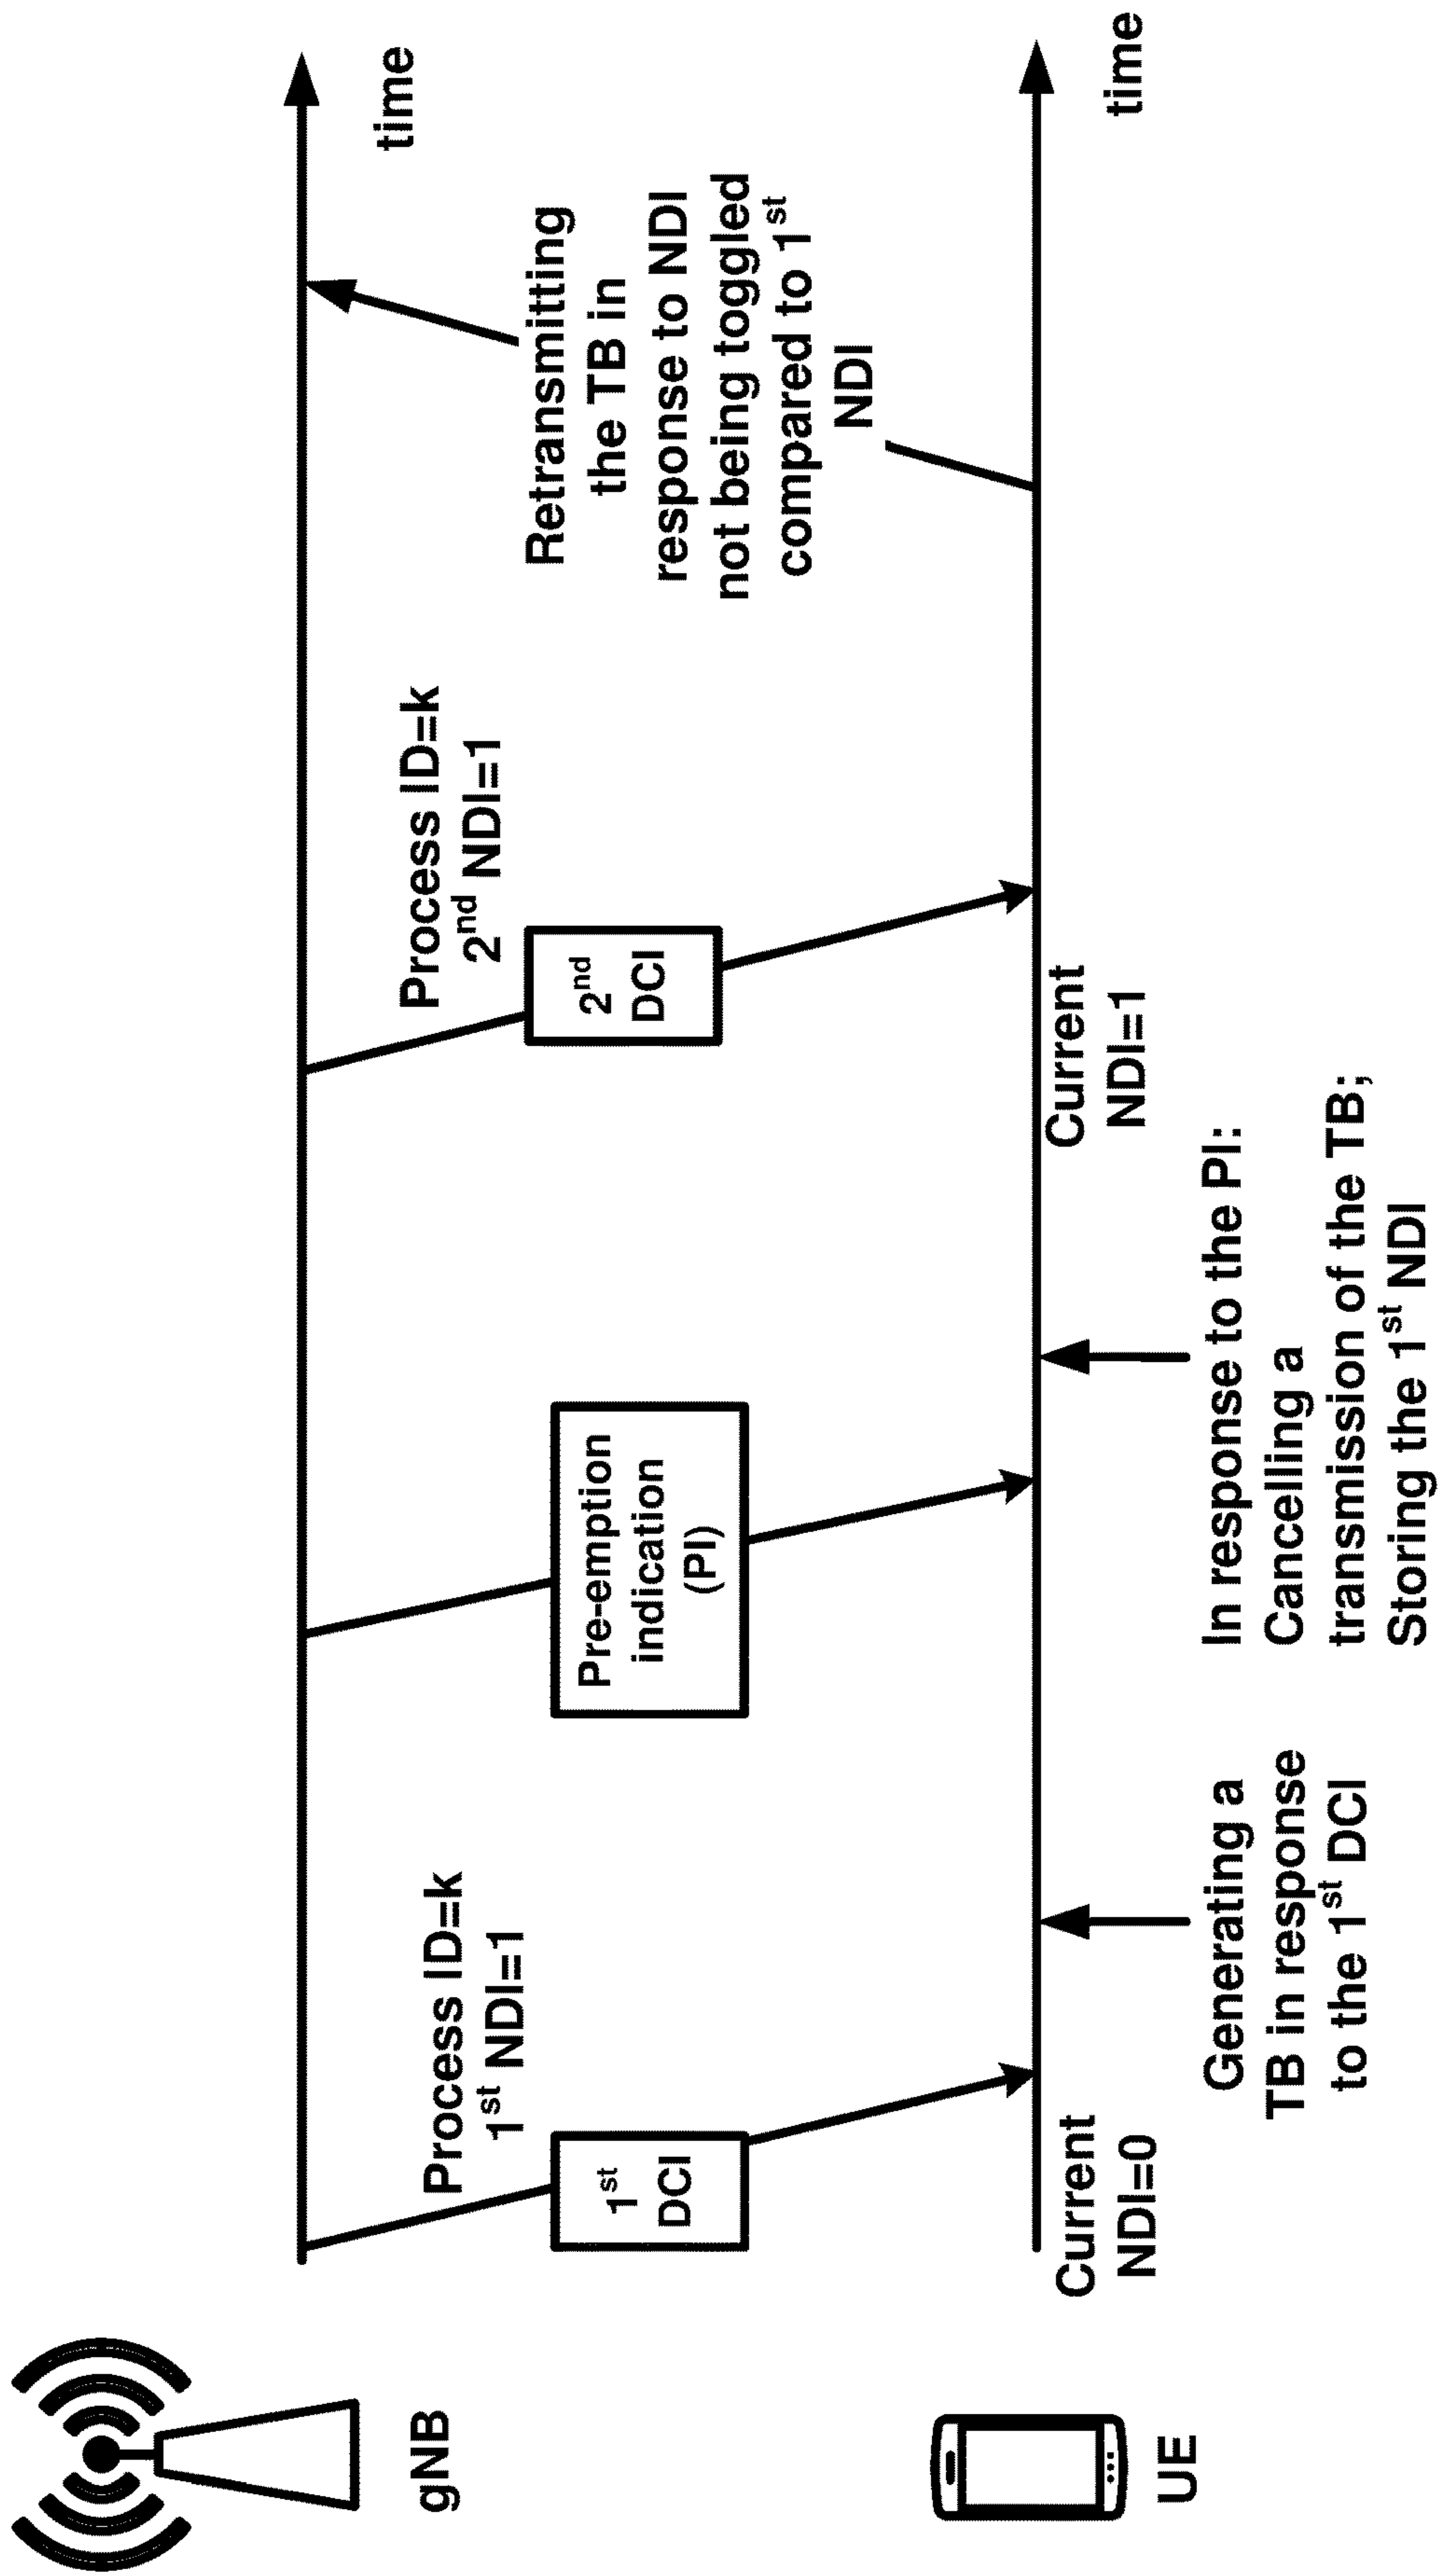 gNB
Process ID=k
1st NDI=1
1st
DCI
Pre-emption
indication
(PI)
Process ID=k
2nd NDI=1
2nd
DCI
Retransmitting
the TB in
response to NDI
not being toggled
compared to 1st
NDI
time
UE
Current
NDI=0
Generating a
TB in response
to the 1st DCI
In response to the PI:
Cancelling a
transmission of the TB;
Storing the 1st NDI
Current
NDI=1
time